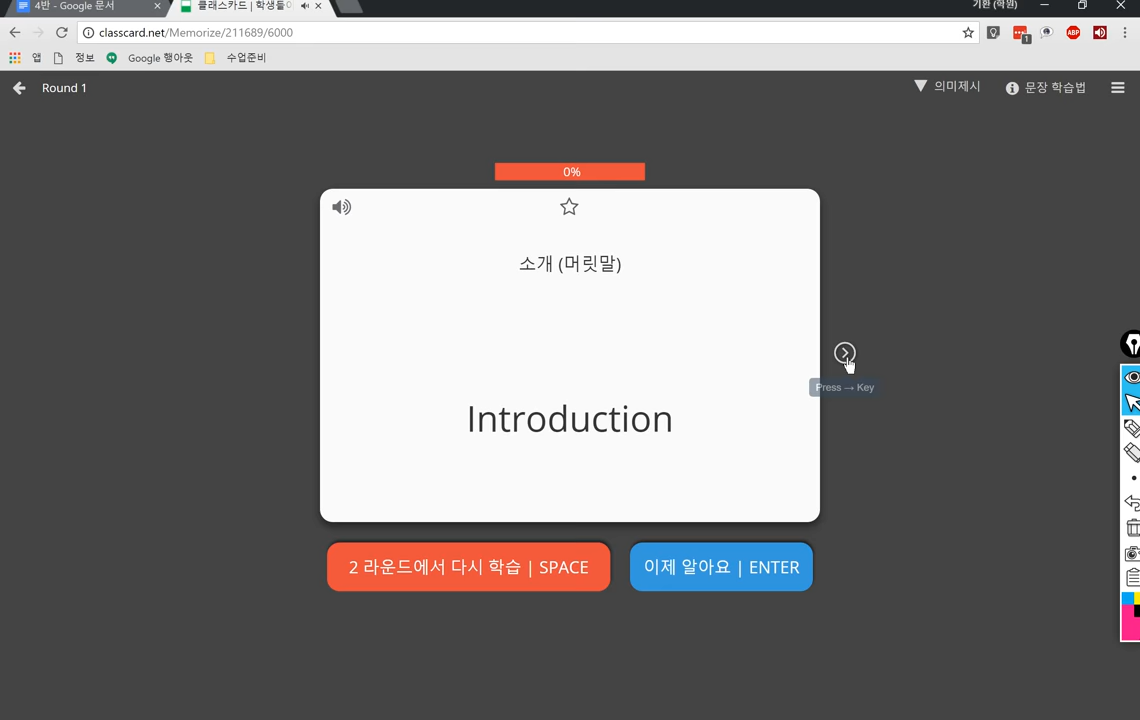 4반 - Google 문서
클래스카드 | 학생들이
기환 (학원)
classcard.net/Memorize/211689/6000
ABP
1
앱
정보
Google 행아웃
수업준비
Round 1
의미제시
문장 학습법
0%
소개 (머릿말)
Press → Key
Introduction
2 라운드에서 다시 학습 | SPACE
이제 알아요 | ENTER